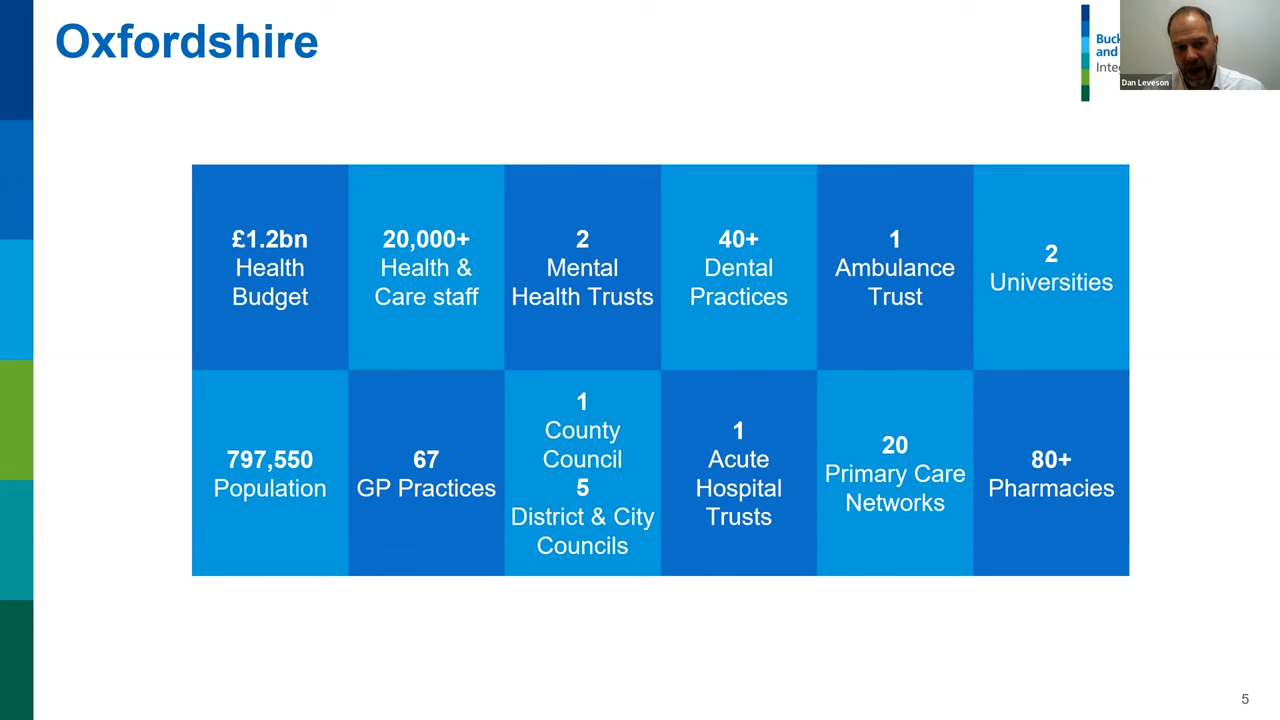 Oxfordshire
and
Dan Leveson
£1.2bn
Health
Budget
20,000+
Health &
Care staff
2
Mental
Health Trusts
40+
Dental
Practices
1
Ambulance
Trust
2
Universities
797,550
Population
67
GP Practices
1
County
Council
5
District & City
Councils
1
Acute
Hospital
Trusts
20
Primary Care
Networks
80+
Pharmacies
5